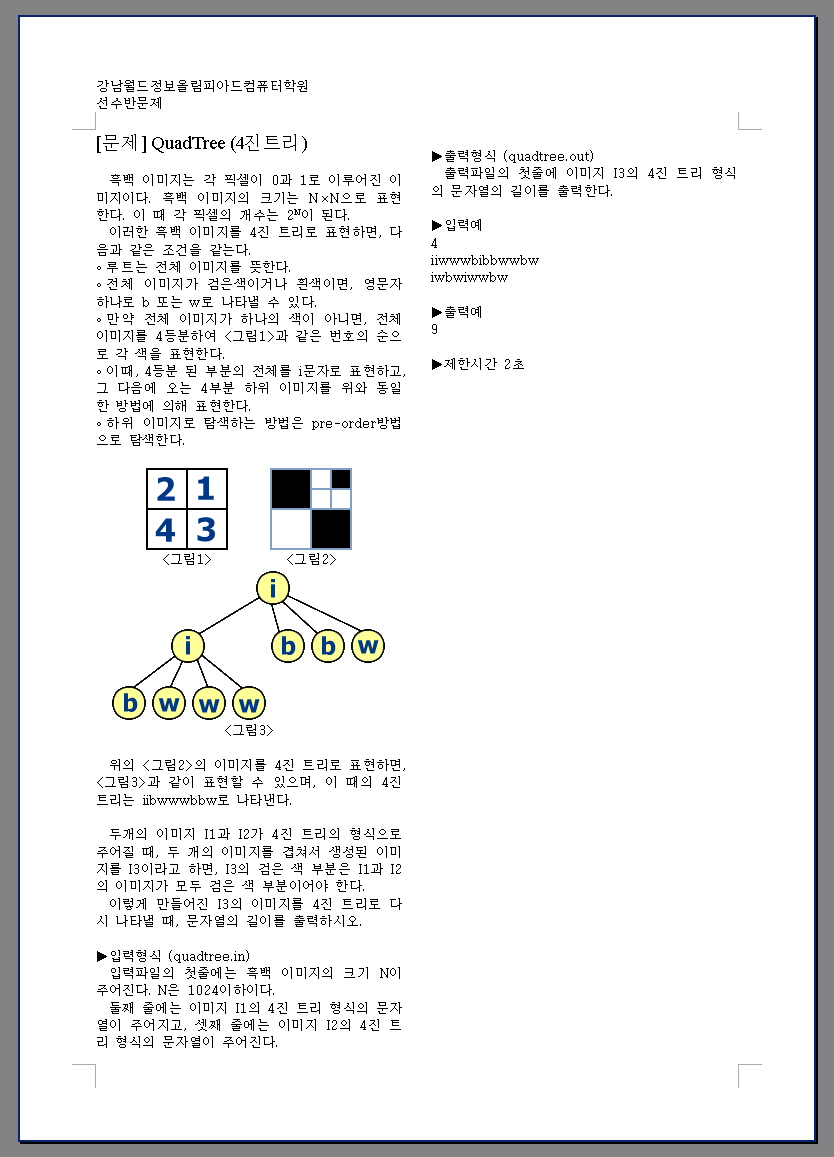 강남월드정보올림피아드컴퓨터학원
선수반문제
[문제] QuadTree (4진트리)
흑백 이미지는 각 픽셀이 0과 1로 이루어진 이
미지이다. 흑백 이미지의 크기는 N×N으로 표현
한다. 이 때 각 픽셀의 개수는 2ᴺ이 된다.
이러한 흑백 이미지를 4진 트리로 표현하면, 다
음과 같은 조건을 같는다.
∘루트는 전체 이미지를 뜻한다.
∘전체 이미지가 검은색이거나 흰색이면, 영문자
하나로 b 또는 w로 나타낼 수 있다.
∘만약 전체 이미지가 하나의 색이 아니면, 전체
이미지를 4등분하여 <그림1>과 같은 번호의 순으
로 각 색을 표현한다.
∘이때, 4등분 된 부분의 전체를 i문자로 표현하고,
그 다음에 오는 4부분 하위 이미지를 위와 동일
한 방법에 의해 표현한다.
∘하위 이미지로 탐색하는 방법은 pre-order방법
으로 탐색한다.
2 1
4 3
<그림1> <그림2>
i
i b b w
b w w w
<그림3>
위의 <그림2>의 이미지를 4진 트리로 표현하면,
<그림3>과 같이 표현할 수 있으며, 이 때의 4진
트리는 iibwwwbbw로 나타낸다.
두개의 이미지 I1과 I2가 4진 트리의 형식으로
주어질 때, 두 개의 이미지를 겹쳐서 생성된 이미
지를 I3이라고 하면, I3의 검은 색 부분은 I1과 I2
의 이미지가 모두 검은 색 부분이어야 한다.
이렇게 만들어진 I3의 이미지를 4진 트리로 다
시 나타낼 때, 문자열의 길이를 출력하시오.
▶입력형식 (quadtree.in)
입력파일의 첫줄에는 흑백 이미지의 크기 N이
주어진다. N은 1024이하이다.
둘째 줄에는 이미지 I1의 4진 트리 형식의 문자
열이 주어지고, 셋째 줄에는 이미지 I2의 4진 트
리 형식의 문자열이 주어진다.
▶출력형식 (quadtree.out)
출력파일의 첫줄에 이미지 I3의 4진 트리 형식
의 문자열의 길이를 출력한다.
▶입력예
4
iiwwwbibbwwbw
iwbwiwwbw
▶출력예
9
▶제한시간 2초